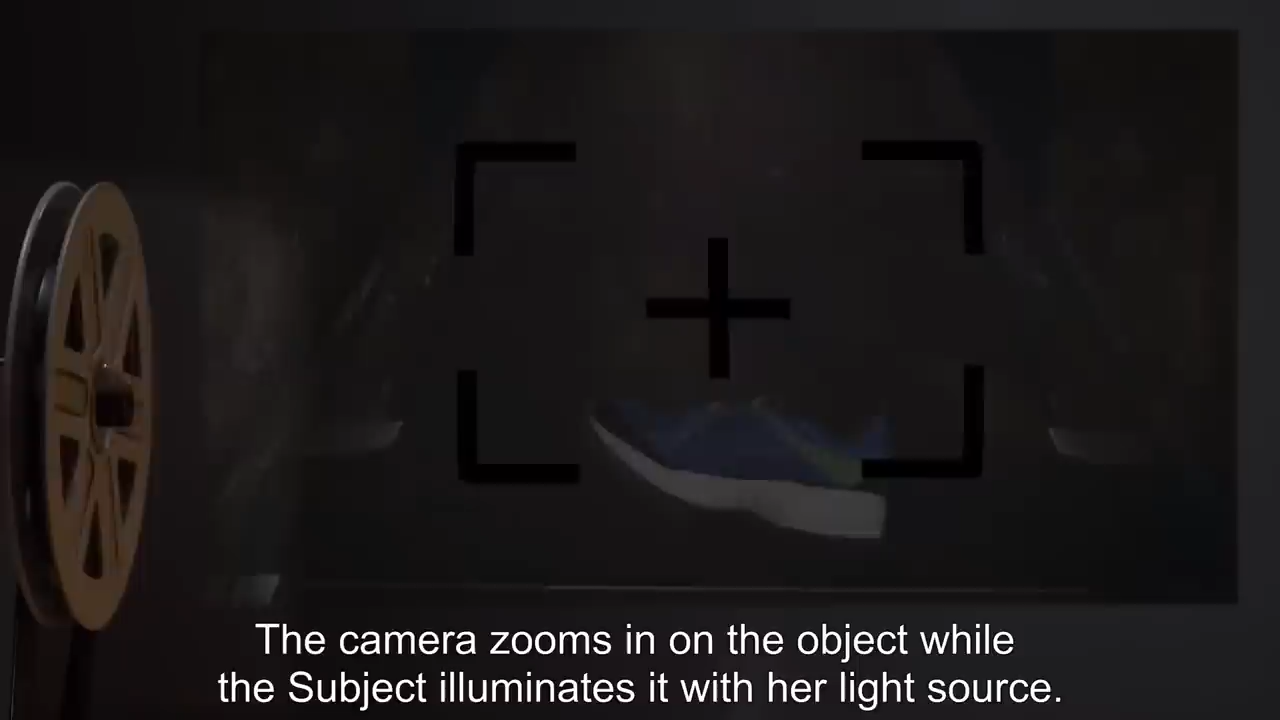 The camera zooms in on the object while
the Subject illuminates it with her light source.